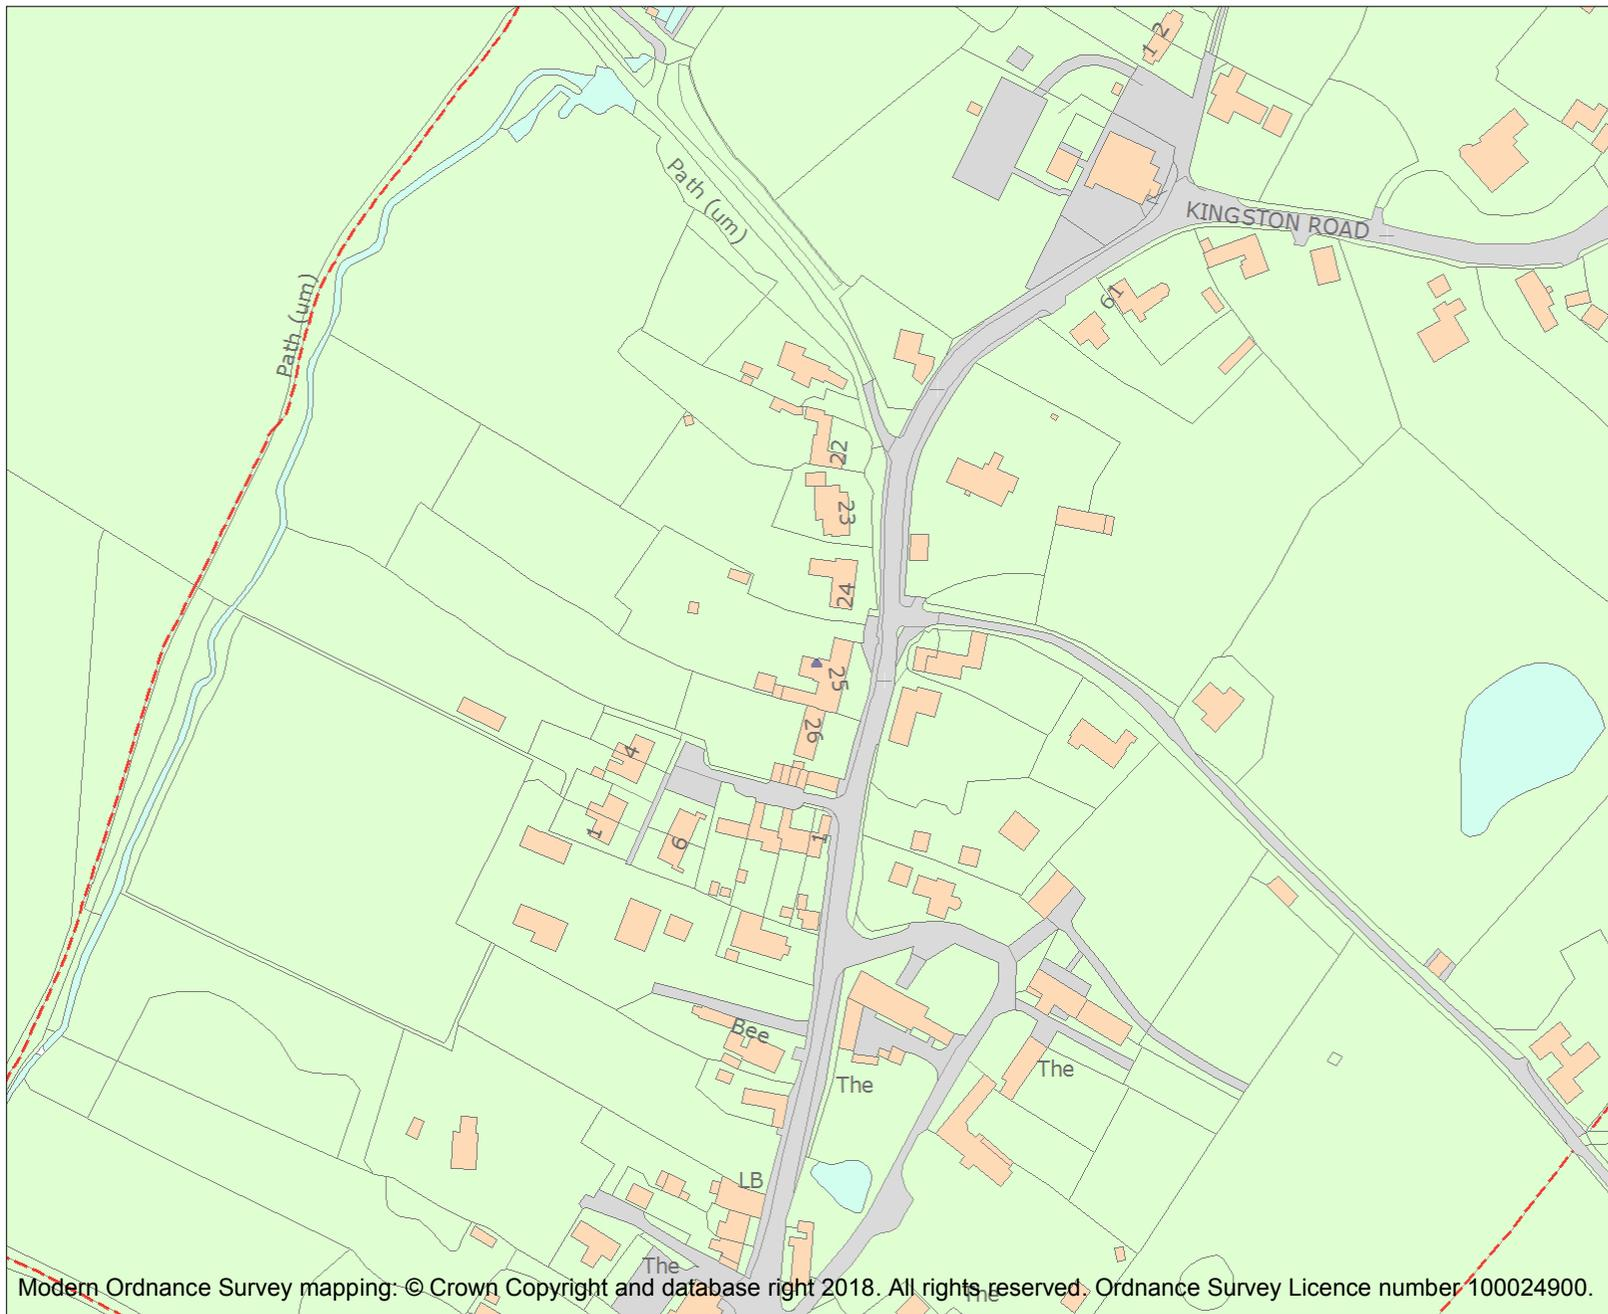 1 2
Path (um)
KINGSTON ROAD
Path (um)
61
22
23
24
25
26
4
1
6
1
Bee
The
The
LB
The
The
Modern Ordnance Survey mapping: © Crown Copyright and database right 2018. All rights reserved. Ordnance Survey Licence number 100024900.